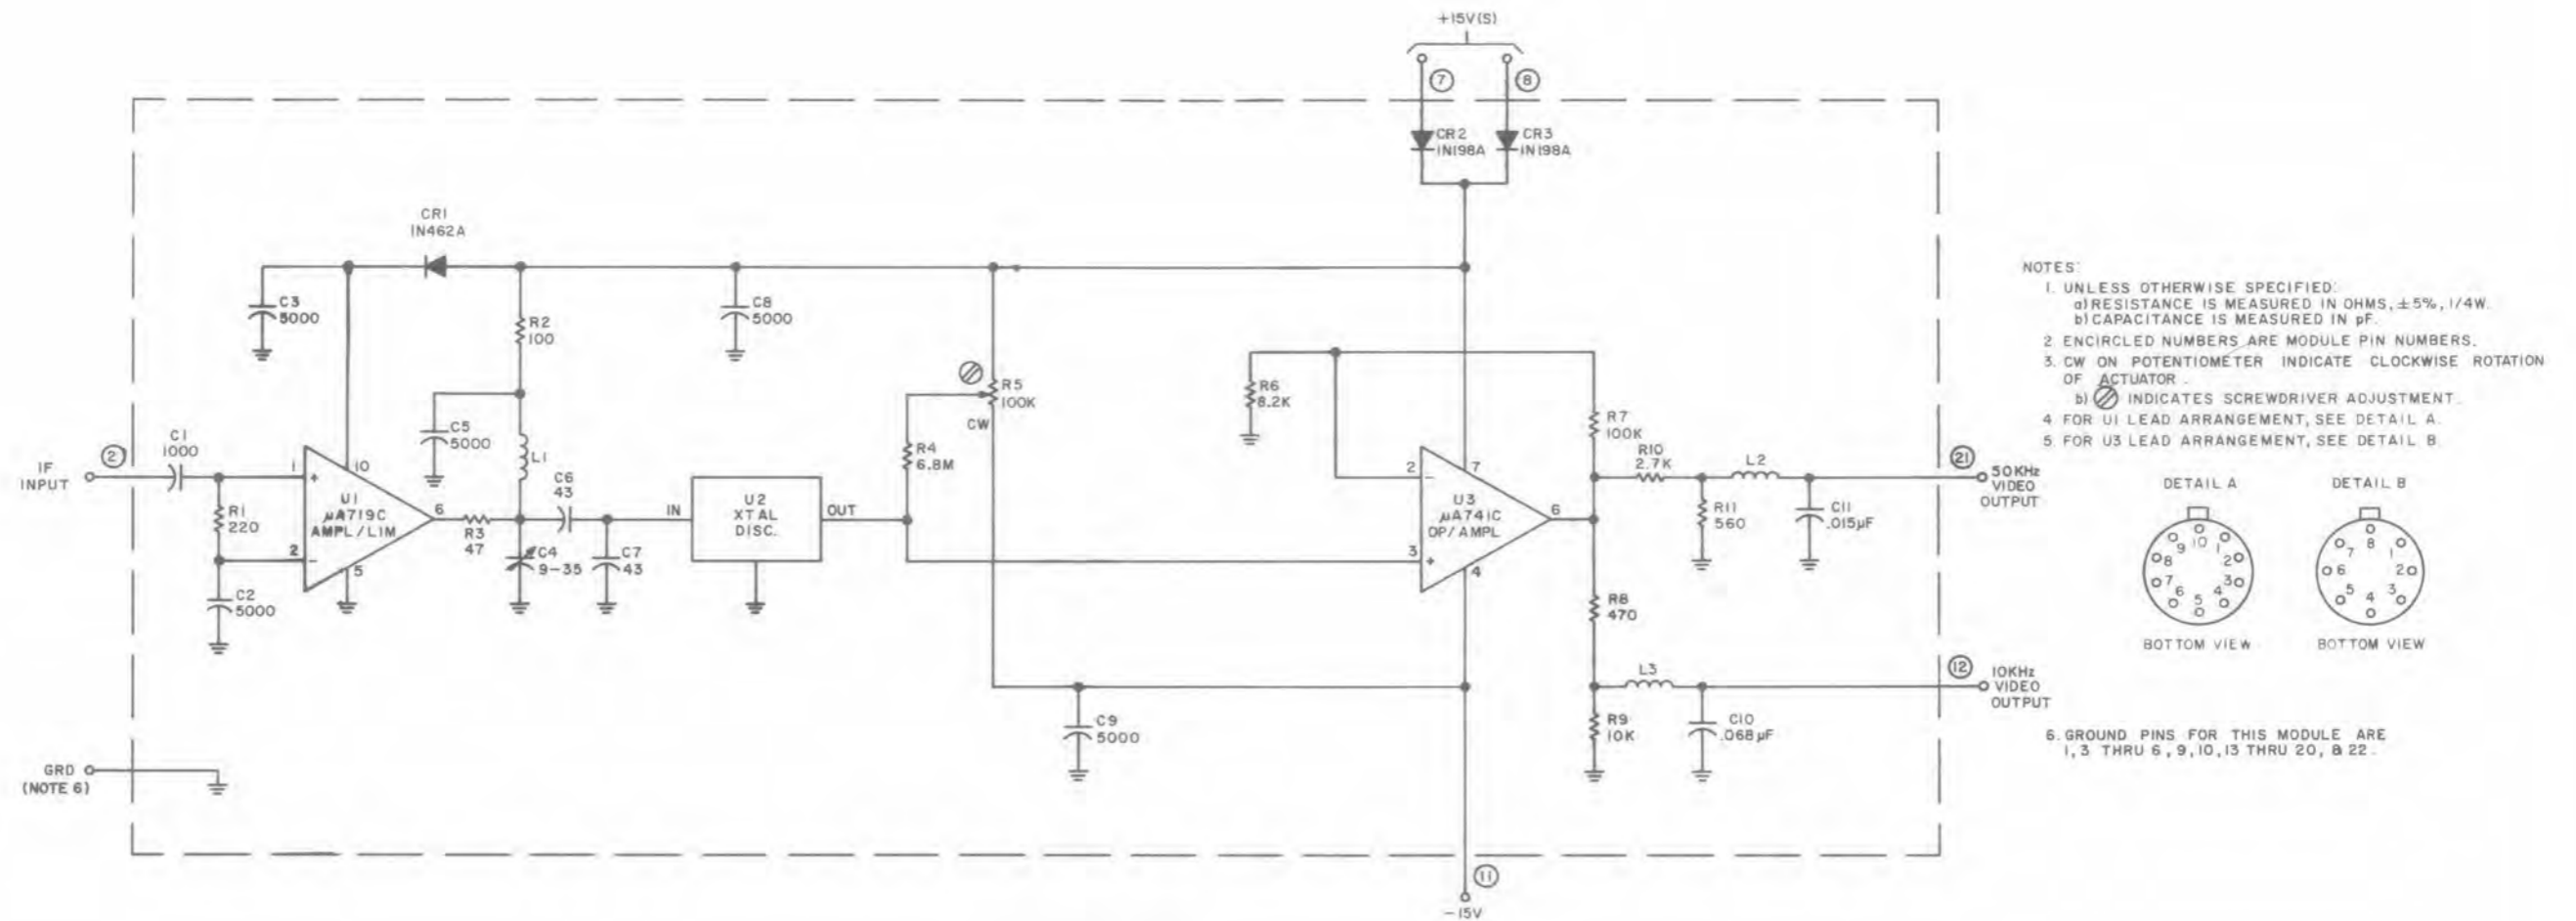 +15V(S)
7
8
CR2
1N198A
CR3
1N198A
CR1
1N462A
C3
5000
R2
100
C8
5000
C5
5000
L1
R5
100K
CW
R4
6.8M
R6
8.2K
R7
100K
IF
INPUT
2
C1
1000
R1
220
C2
5000
1
+
10
U1
µA719C
AMPL/LIM
2
-
5
6
R3
47
C4
9-35
C6
43
C7
43
IN
U2
XTAL
DISC.
OUT
2
-
7
U3
µA741C
OP/AMPL
3
+
4
6
R10
2.7K
R11
560
L2
C11
.015µF
21
50KHz
VIDEO
OUTPUT
R8
470
L3
R9
10K
C10
.068µF
12
10KHz
VIDEO
OUTPUT
C9
5000
GRD
(NOTE 6)
11
-15V
NOTES:
1. UNLESS OTHERWISE SPECIFIED:
a) RESISTANCE IS MEASURED IN OHMS, ±5%, 1/4W.
b) CAPACITANCE IS MEASURED IN pF.
2 ENCIRCLED NUMBERS ARE MODULE PIN NUMBERS.
3. CW ON POTENTIOMETER INDICATE CLOCKWISE ROTATION
OF ACTUATOR.
b) INDICATES SCREWDRIVER ADJUSTMENT.
4 FOR U1 LEAD ARRANGEMENT, SEE DETAIL A.
5 FOR U3 LEAD ARRANGEMENT, SEE DETAIL B.
DETAIL A
10
1
2
3
4
5
6
7
8
9
BOTTOM VIEW
DETAIL B
8
1
2
3
4
5
6
7
BOTTOM VIEW
6. GROUND PINS FOR THIS MODULE ARE
1, 3 THRU 6, 9, 10, 13 THRU 20, & 22.